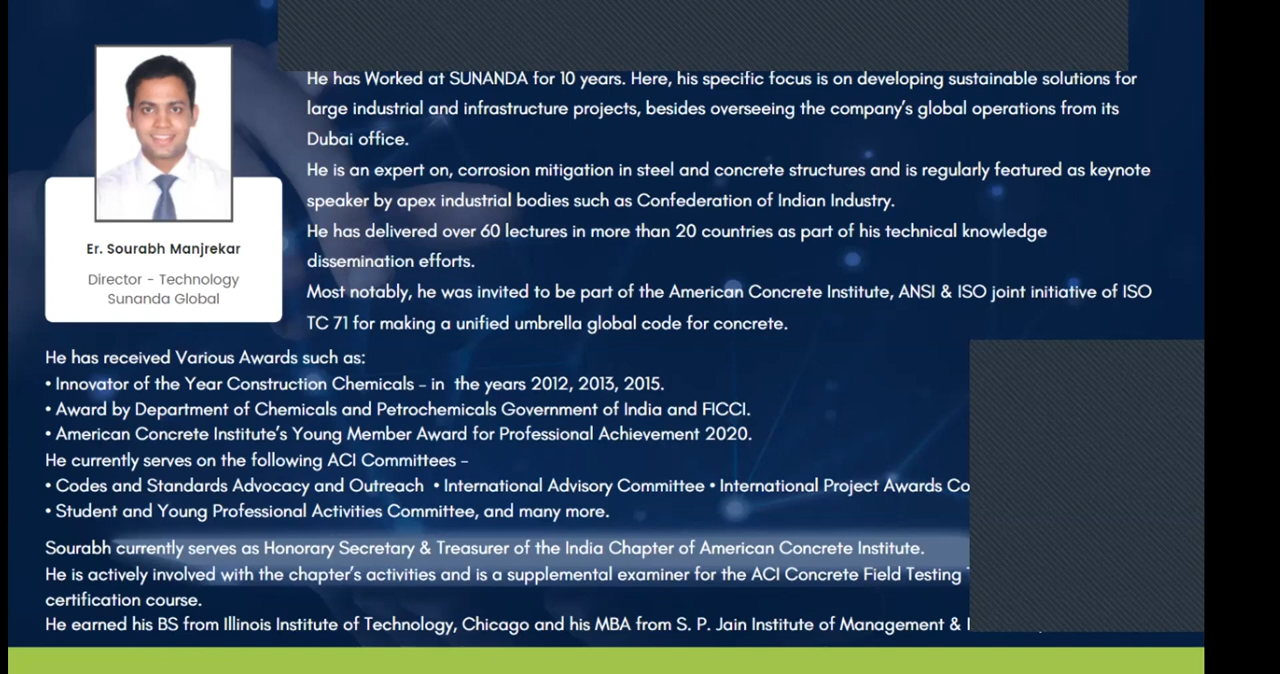 He has Worked at SUNANDA for 10 years. Here, his specific focus is on developing sustainable solutions for
large industrial and infrastructure projects, besides overseeing the company's global operations from its
Dubai office.
He is an expert on, corrosion mitigation in steel and concrete structures and is regularly featured as keynote
speaker by apex industrial bodies such as Confederation of Indian Industry.
He has delivered over 60 lectures in more than 20 countries as part of his technical knowledge
dissemination efforts.
Most notably, he was invited to be part of the American Concrete Institute, ANSI & ISO joint initiative of ISO
TC 71 for making a unified umbrella global code for concrete.
Er. Sourabh Manjrekar
Director - Technology
Sunanda Global
He has received Various Awards such as:
• Innovator of the Year Construction Chemicals - in the years 2012, 2013, 2015.
• Award by Department of Chemicals and Petrochemicals Government of India and FICCI.
• American Concrete Institute's Young Member Award for Professional Achievement 2020.
He currently serves on the following ACI Committees -
• Codes and Standards Advocacy and Outreach • International Advisory Committee • International Project Awards
• Student and Young Professional Activities Committee, and many more.
Sourabh currently serves as Honorary Secretary & Treasurer of the India Chapter of American Concrete Institute.
He is actively involved with the chapter's activities and is a supplemental examiner for the ACI Concrete Field Testing
certification course.
He earned his BS from Illinois Institute of Technology, Chicago and his MBA from S. P. Jain Institute of Management &